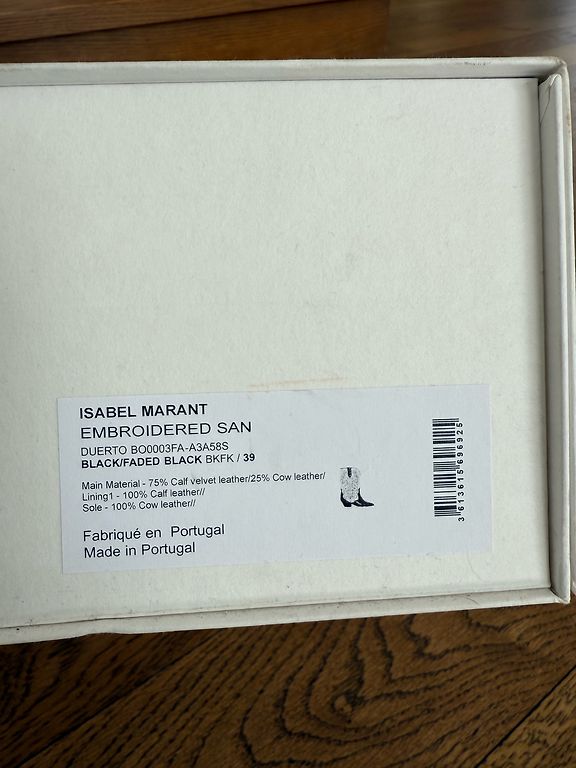 ISABEL MARANT
EMBROIDERED SAN
DUERTO BO0003FA-A3A58S
BLACK/FADED BLACK BKFK / 39
Main Material - 75% Calf velvet leather/25% Cow leather/
Lining1 - 100% Calf leather//
Sole - 100% Cow leather//
Fabriqué en Portugal
Made in Portugal
3613615696925